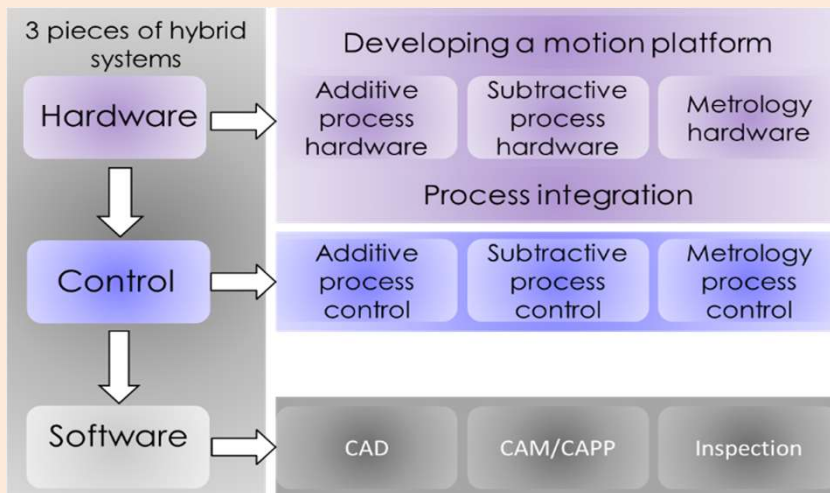 3 pieces of hybrid
systems
Developing a motion platform
Hardware
Additive
process
hardware
Subtractive
process
hardware
Metrology
hardware
Process integration
Control
Additive
process
control
Subtractive
process
control
Metrology
process
control
Software
CAD
CAM/CAPP
Inspection